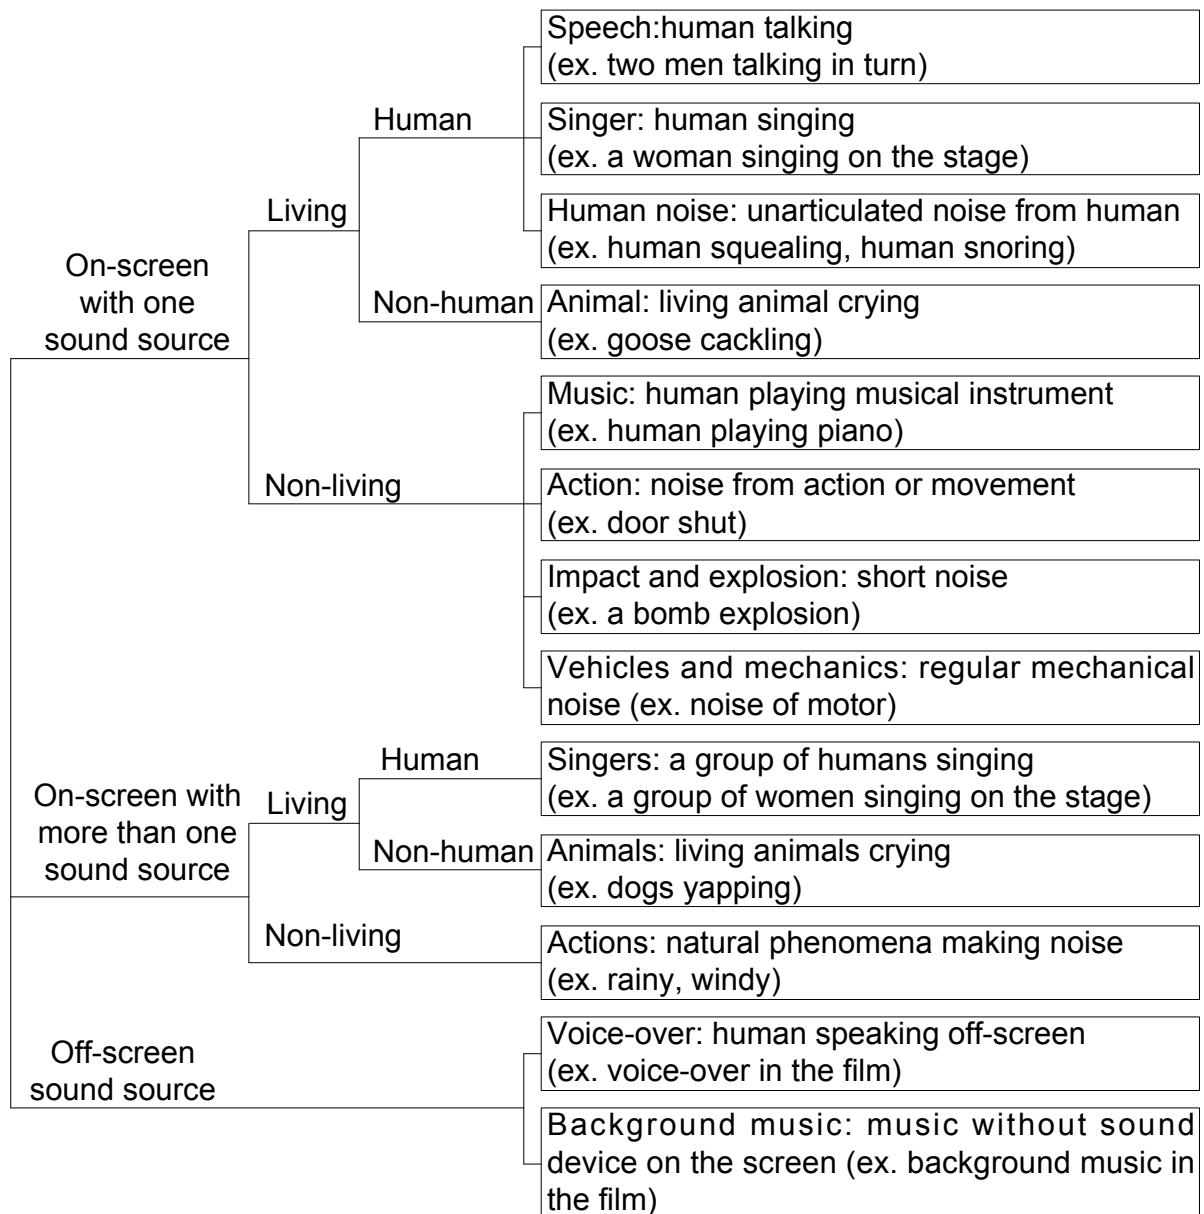 On-screen
with one
sound source
Living
Human
Speech:human talking
(ex. two men talking in turn)
Singer: human singing
(ex. a woman singing on the stage)
Human noise: unarticulated noise from human
(ex. human squealing, human snoring)
Non-human
Animal: living animal crying
(ex. goose cackling)
Non-living
Music: human playing musical instrument
(ex. human playing piano)
Action: noise from action or movement
(ex. door shut)
Impact and explosion: short noise
(ex. a bomb explosion)
Vehicles and mechanics: regular mechanical
noise (ex. noise of motor)
On-screen with
more than one
sound source
Living
Human
Singers: a group of humans singing
(ex. a group of women singing on the stage)
Non-human
Animals: living animals crying
(ex. dogs yapping)
Non-living
Actions: natural phenomena making noise
(ex. rainy, windy)
Off-screen
sound source
Voice-over: human speaking off-screen
(ex. voice-over in the film)
Background music: music without sound
device on the screen (ex. background music in
the film)